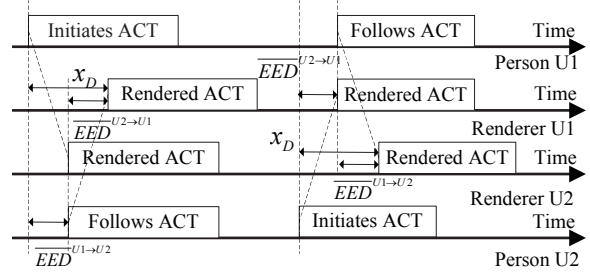 Initiates ACT
Follows ACT
Time
Person U1
x_D
EED^{U2→U1}
Rendered ACT
Rendered ACT
Time
Renderer U1
EED^{U2→U1}
x_D
Rendered ACT
Rendered ACT
Time
EED^{U1→U2}
Renderer U2
Follows ACT
Initiates ACT
Time
EED^{U1→U2}
Person U2